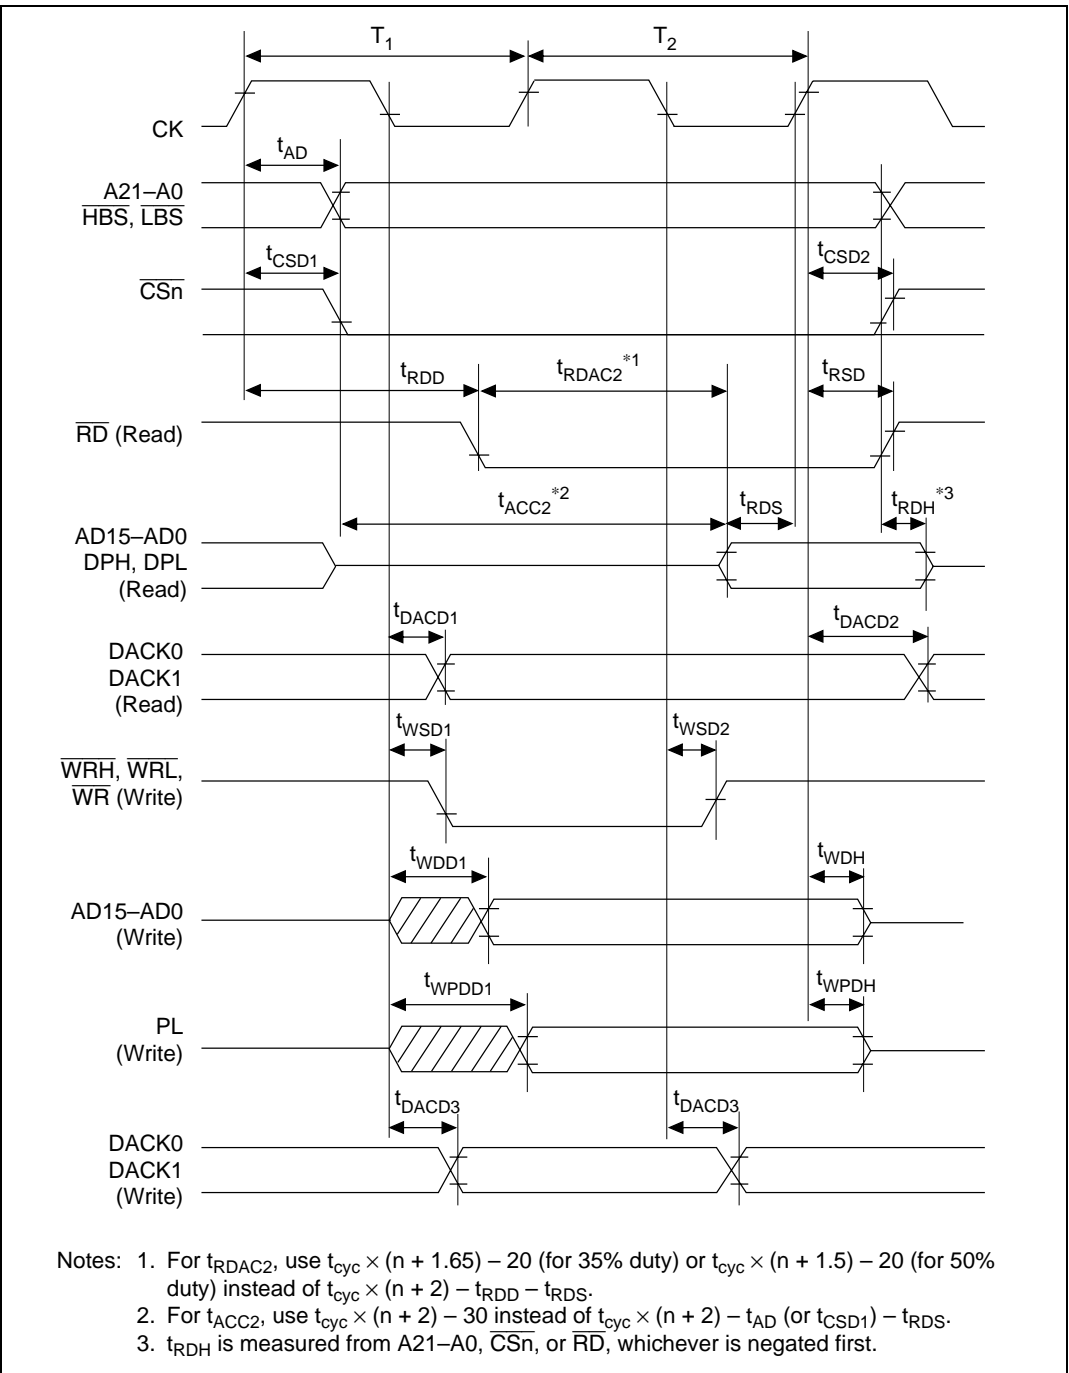 T1 T2
CK
tAD
A21–A0
HBS, LBS
tCSD1 tCSD2
CSn
tRDD tRDAC2*1 tRSD
RD (Read)
tACC2*2 tRDS tRDH*3
AD15–AD0
DPH, DPL
(Read)
tDACD1 tDACD2
DACK0
DACK1
(Read)
tWSD1 tWSD2
WRH, WRL,
WR (Write)
tWDD1 tWDH
AD15–AD0
(Write)
tWPDD1 tWPDH
PL
(Write)
tDACD3 tDACD3
DACK0
DACK1
(Write)
Notes: 1. For tRDAC2, use tcyc × (n + 1.65) – 20 (for 35% duty) or tcyc × (n + 1.5) – 20 (for 50%
duty) instead of tcyc × (n + 2) – tRDD – tRDS.
2. For tACC2, use tcyc × (n + 2) – 30 instead of tcyc × (n + 2) – tAD (or tCSD1) – tRDS.
3. tRDH is measured from A21–A0, CSn, or RD, whichever is negated first.